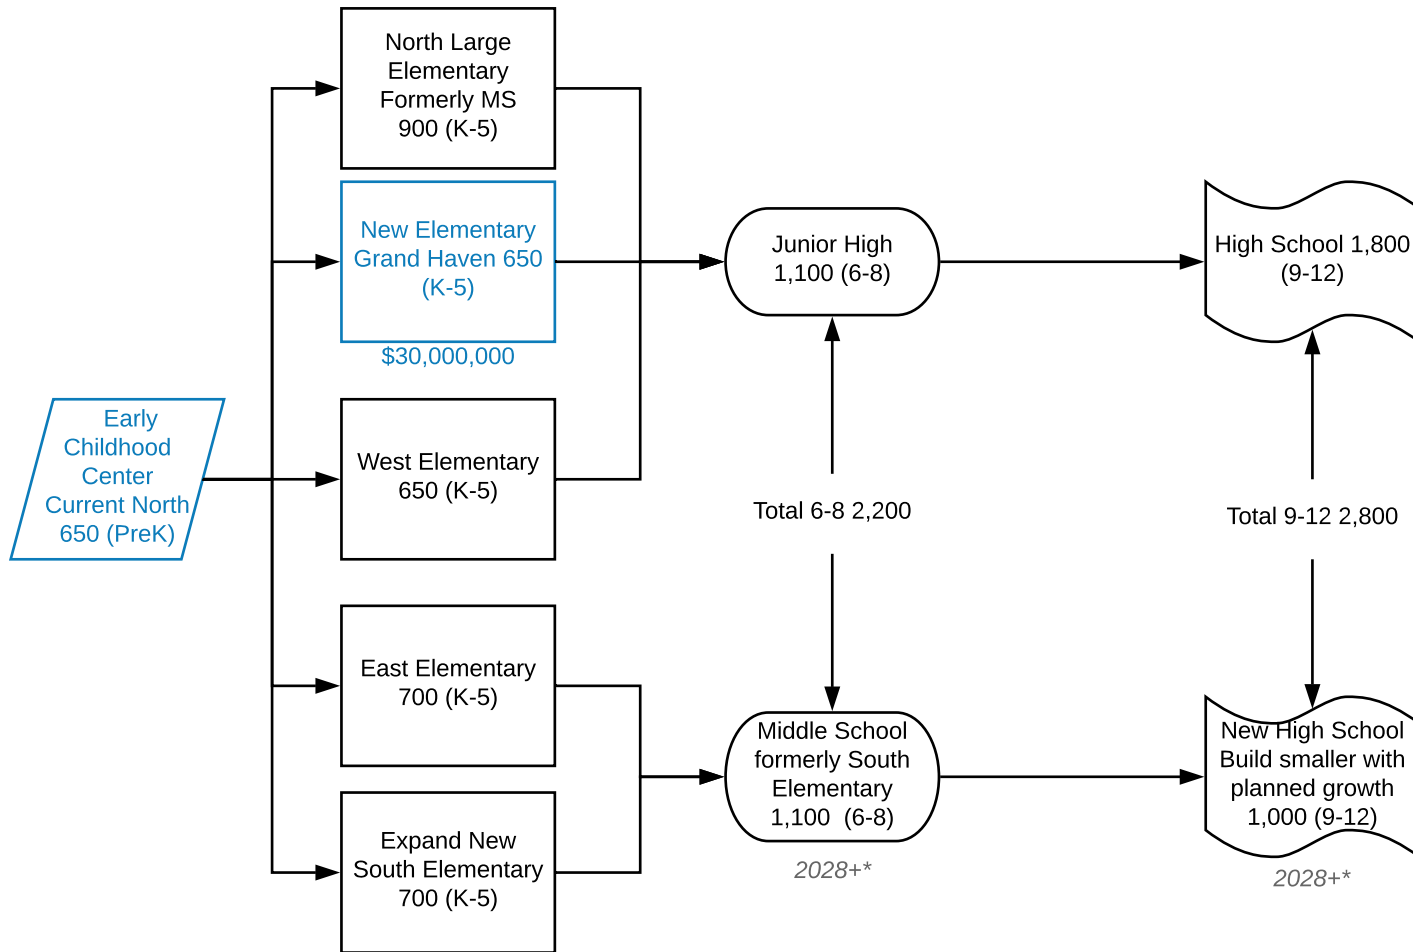 North Large
Elementary
Formerly MS
900 (K-5)
New Elementary
Grand Haven 650
(K-5)
$30,000,000
Early
Childhood
Center
Current North
650 (PreK)
West Elementary
650 (K-5)
East Elementary
700 (K-5)
Expand New
South Elementary
700 (K-5)
Junior High
1,100 (6-8)
Total 6-8 2,200
Middle School
formerly South
Elementary
1,100  (6-8)
2028+*
High School 1,800
(9-12)
Total 9-12 2,800
New High School
Build smaller with
planned growth
1,000 (9-12)
2028+*